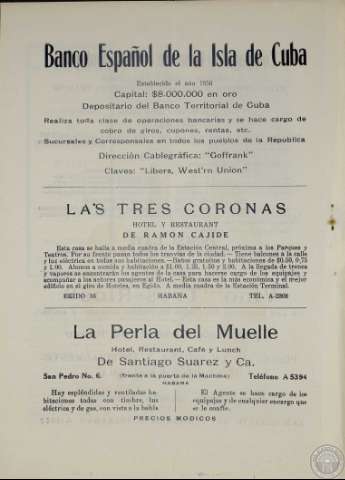 Banco Español de la Isla de Cuba
Establecido el año 1856
Capital: $8.000,000 en oro
Depositario del Banco Territorial de Cuba
Realiza toda clase de operaciones bancarias y se hace cargo de
cobro de giros, cupones, rentas, etc.
Sucursales y Corresponsales en todos los pueblos de la Republica
Dirección Cablegráfica: "Goffrank"
Claves: "Libera, West'rn Union"
LA'S TRES CORONAS
HOTEL Y RESTAURANT
DE RAMON CAJIDE
Esta casa se halla a media cuadra de la Estación Central, próxima a los Parques y
Teatros. Por su frente pasan todos los tranvías de la ciudad. — Tiene balcones a la calle
y luz eléctrica en todas sus habitaciones. — Baños gratuitos y habitaciones de $0.50, 0.75
y 1.00. Abonos a comida y habitación a $1.00, 1.25, 1.50 y 2.00. A la llegada de trenes
y vapores se encontrarán los agentes de la casa para hacerse cargo de los equipajes y
acompañar a los señores pasajeros al Hotel. — Esta casa es la más económica y el mejor
edificio en el giro de Hoteles, en Egido. A media cuadra de la Estación Terminal.
EGIDO 16 HABANA TEL. A-2308
La Perla del Muelle
Hotel, Restaurant, Café y Lunch
De Santiago Suarez y Ca.
San Pedro No. 6. (frente a la puerta de la Machina) Teléfono A 5394
HABANA
Hay espléndidas y ventiladas ha-
bitaciones todas con timbre, luz
eléctrica y de gas, con vista a la bahía
El Agente se hace cargo de los
equipajes y de cualquier encargo que
se le confíe.
PRECIOS MODICOS